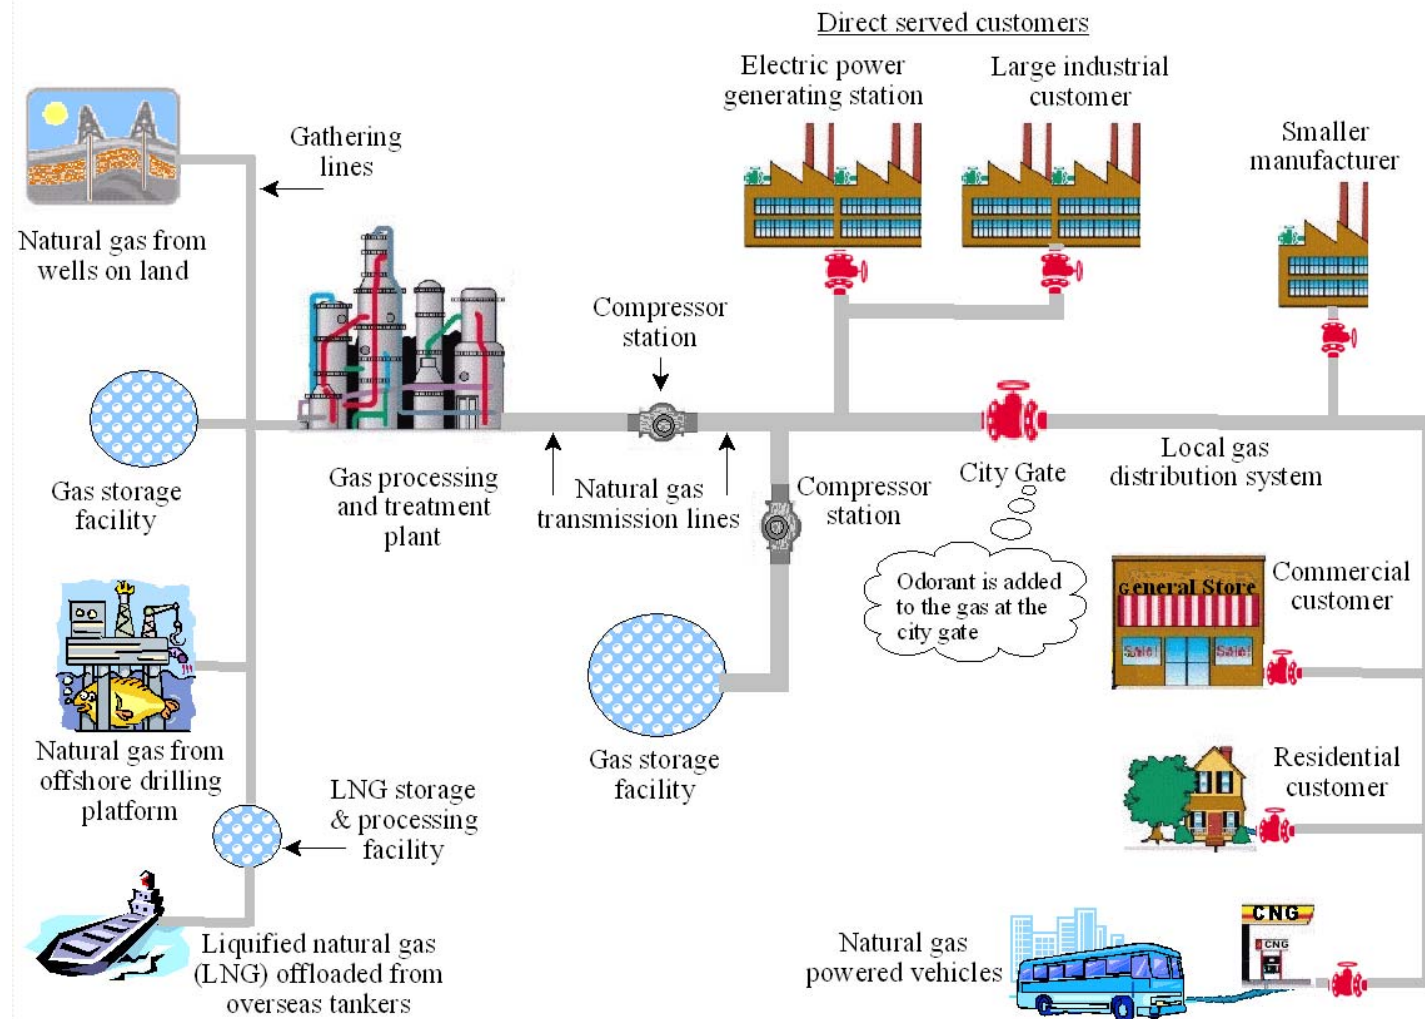 Direct served customers
Electric power
generating station
Large industrial
customer
Smaller
manufacturer
Gathering
lines
Natural gas from
wells on land
Compressor
station
Gas storage
facility
Gas processing
and treatment
plant
Natural gas
transmission lines
Compressor
station
City Gate
Local gas
distribution system
Odorant is added
to the gas at the
city gate
General Store
Sale!
Sale!
Commercial
customer
Natural gas from
offshore drilling
platform
Gas storage
facility
Residential
customer
LNG storage
& processing
facility
Liquified natural gas
(LNG) offloaded from
overseas tankers
Natural gas
powered vehicles
CNG
CNG